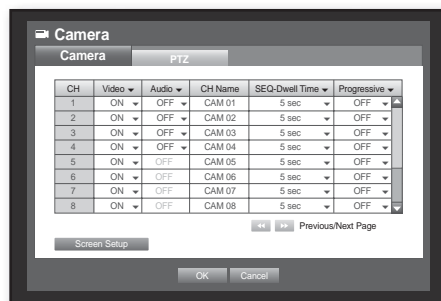 Camera
Camera PTZ
CH Video Audio CH Name SEQ-Dwell Time Progressive
1 ON OFF CAM 01 5 sec OFF
2 ON OFF CAM 02 5 sec OFF
3 ON OFF CAM 03 5 sec OFF
4 ON OFF CAM 04 5 sec OFF
5 ON OFF CAM 05 5 sec OFF
6 ON OFF CAM 06 5 sec OFF
7 ON OFF CAM 07 5 sec OFF
8 ON OFF CAM 08 5 sec OFF
Previous/Next Page
Screen Setup
OK Cancel